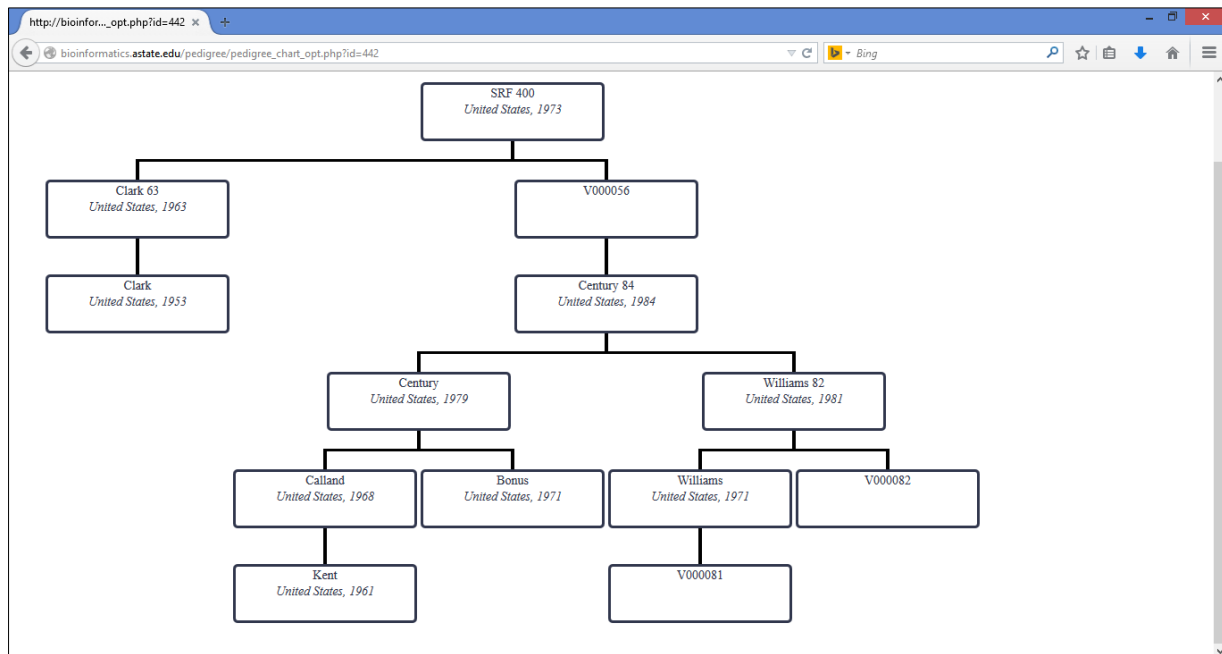 http://bioinfor..._opt.php?id=442
bioinformatics.astate.edu/pedigree/pedigree_chart_opt.php?id=442
Bing
SRF 400
United States, 1973
Clark 63
United States, 1963
V000056
Clark
United States, 1953
Century 84
United States, 1984
Century
United States, 1979
Williams 82
United States, 1981
Calland
United States, 1968
Bonus
United States, 1971
Williams
United States, 1971
V000082
Kent
United States, 1961
V000081